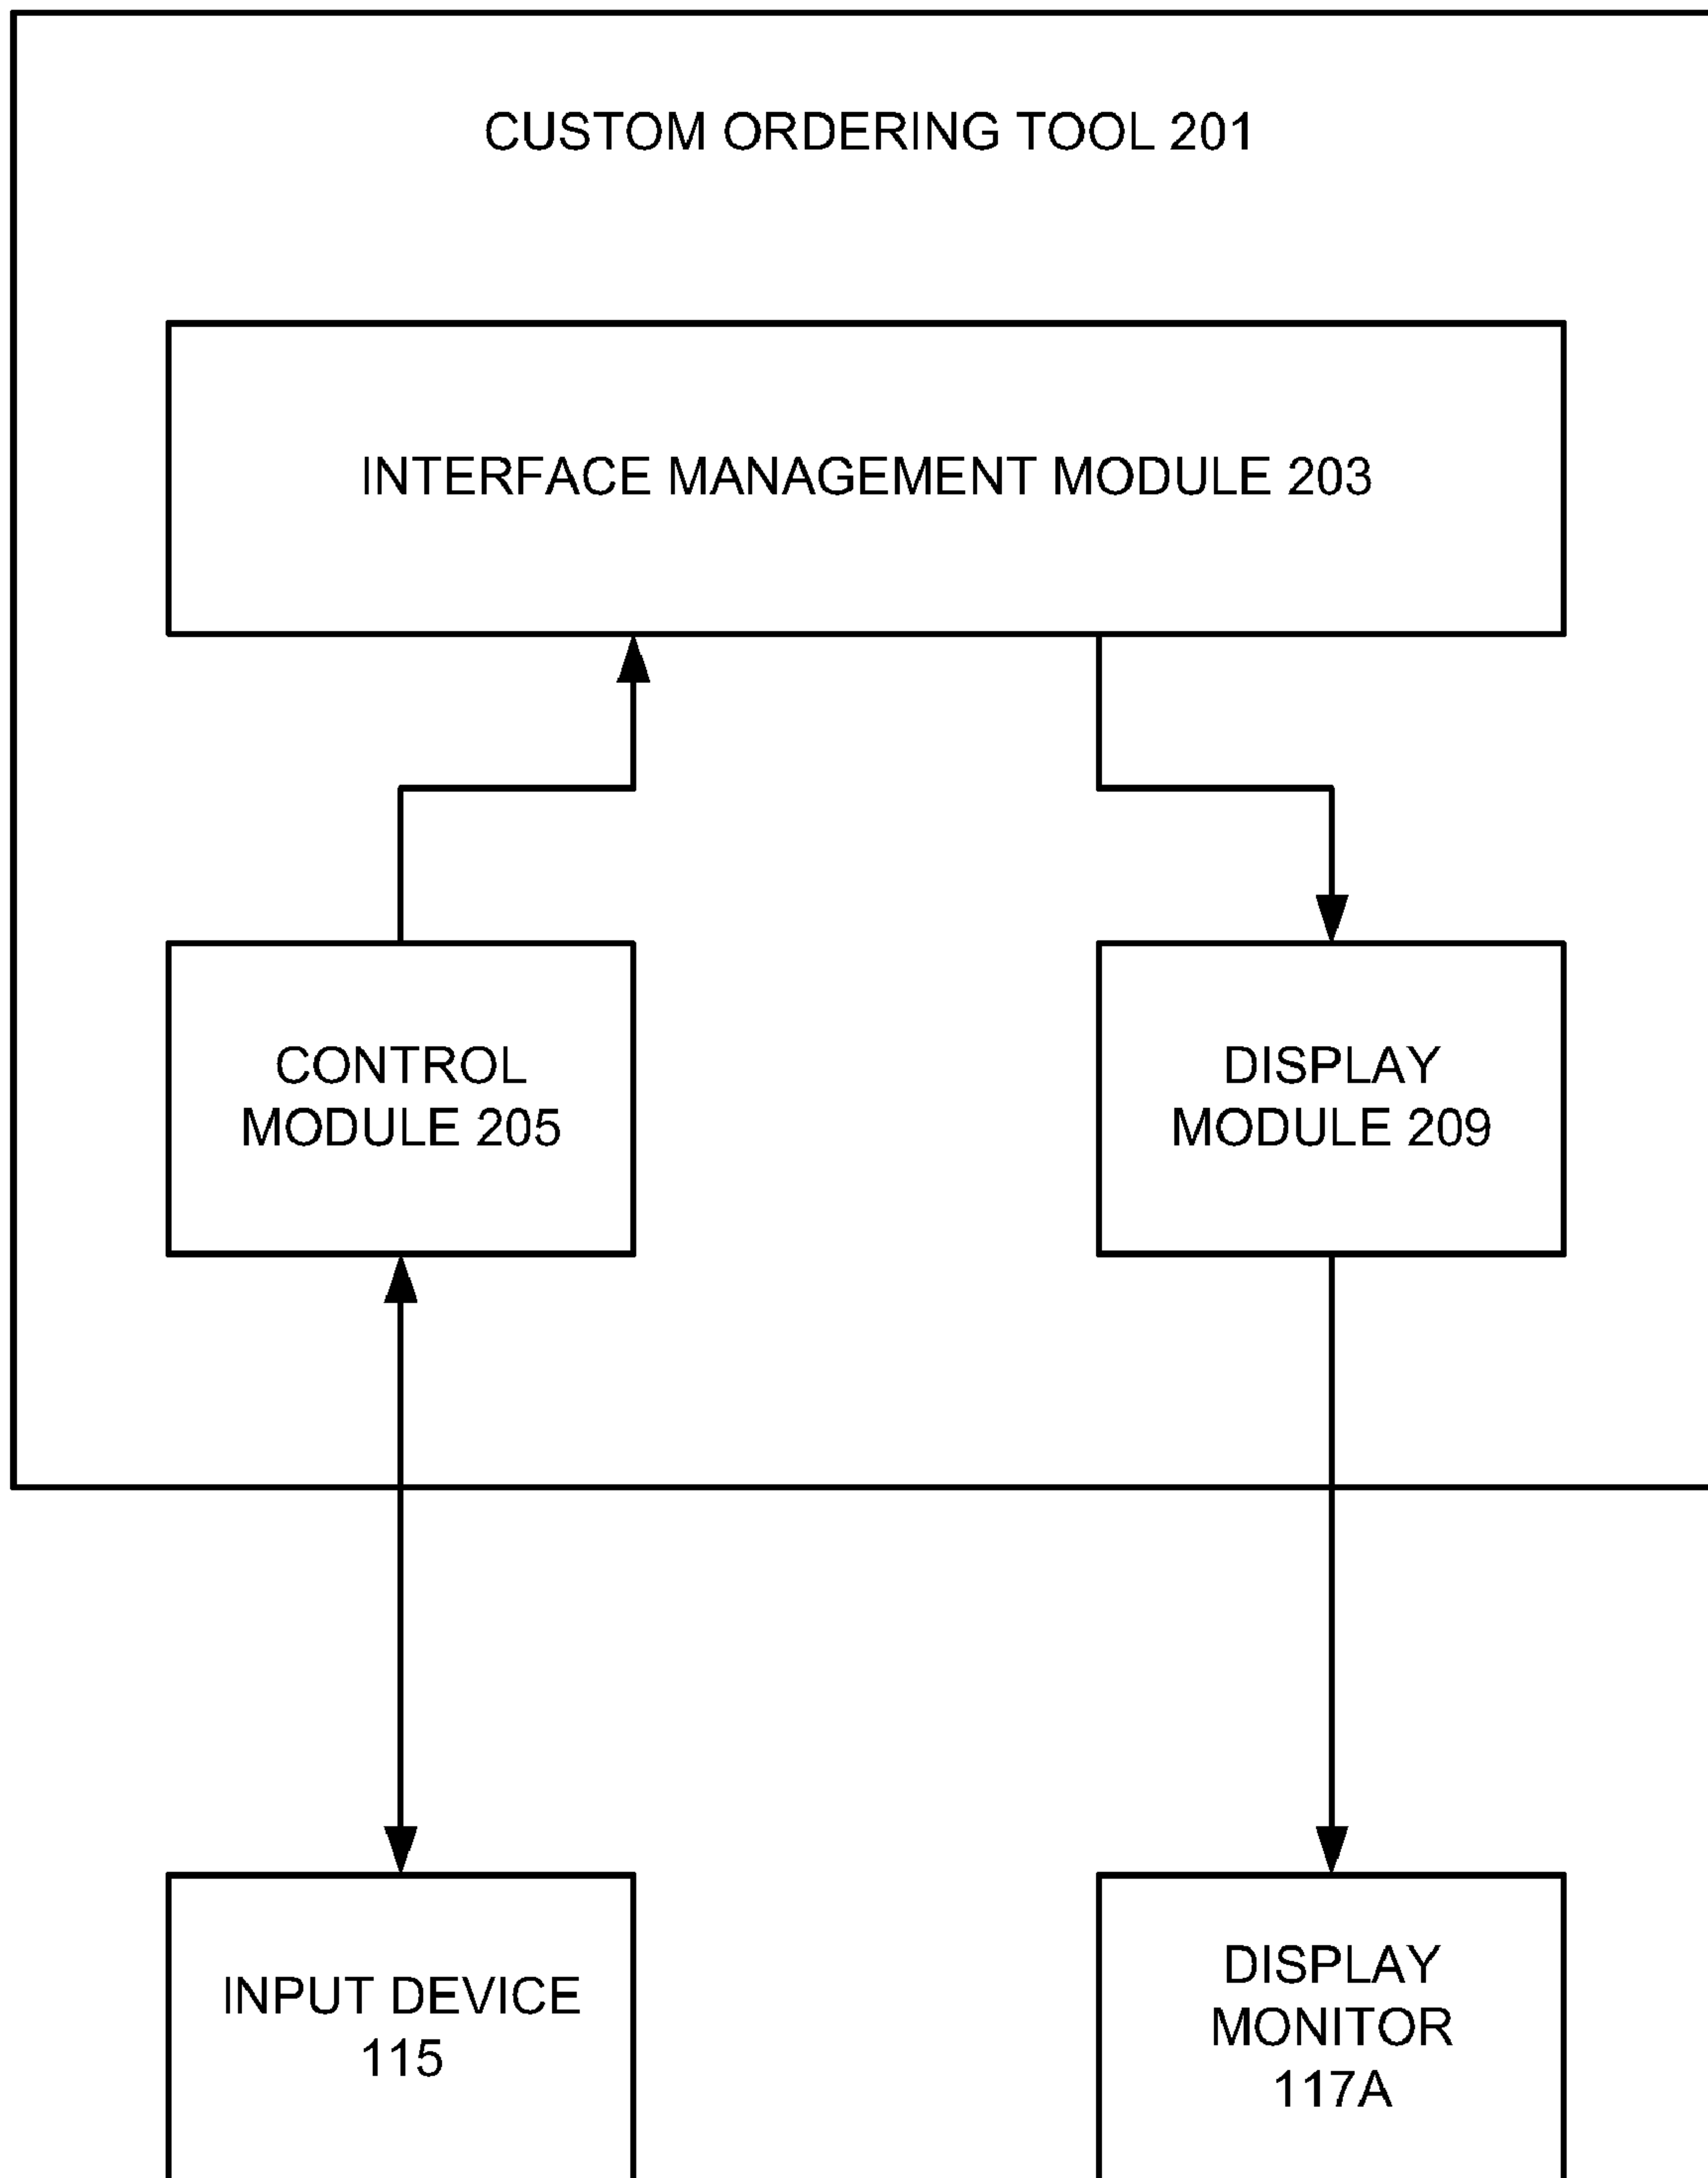 CUSTOM ORDERING TOOL 201
INTERFACE MANAGEMENT MODULE 203
CONTROL
MODULE 205
DISPLAY
MODULE 209
INPUT DEVICE
115
DISPLAY
MONITOR
117A